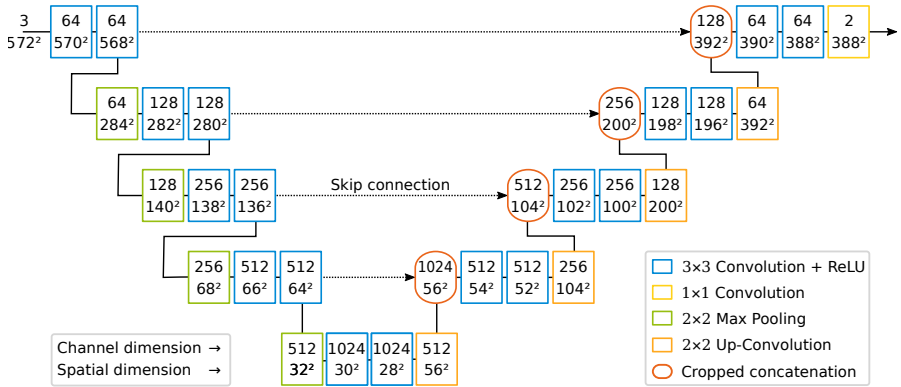 3 64 64 128 64 64 2
572² 570² 568² 392² 390² 388² 388²
64 128 128 256 128 128 64
284² 282² 280² 200² 198² 196² 392²
128 256 256 Skip connection 512 256 256 128
140² 138² 136² 104² 102² 100² 200²
256 512 512 1024 512 512 256
68² 66² 64² 56² 54² 52² 104²
512 1024 1024 512
32² 30² 28² 56²
Channel dimension →
Spatial dimension →
3×3 Convolution + ReLU
1×1 Convolution
2×2 Max Pooling
2×2 Up-Convolution
Cropped concatenation